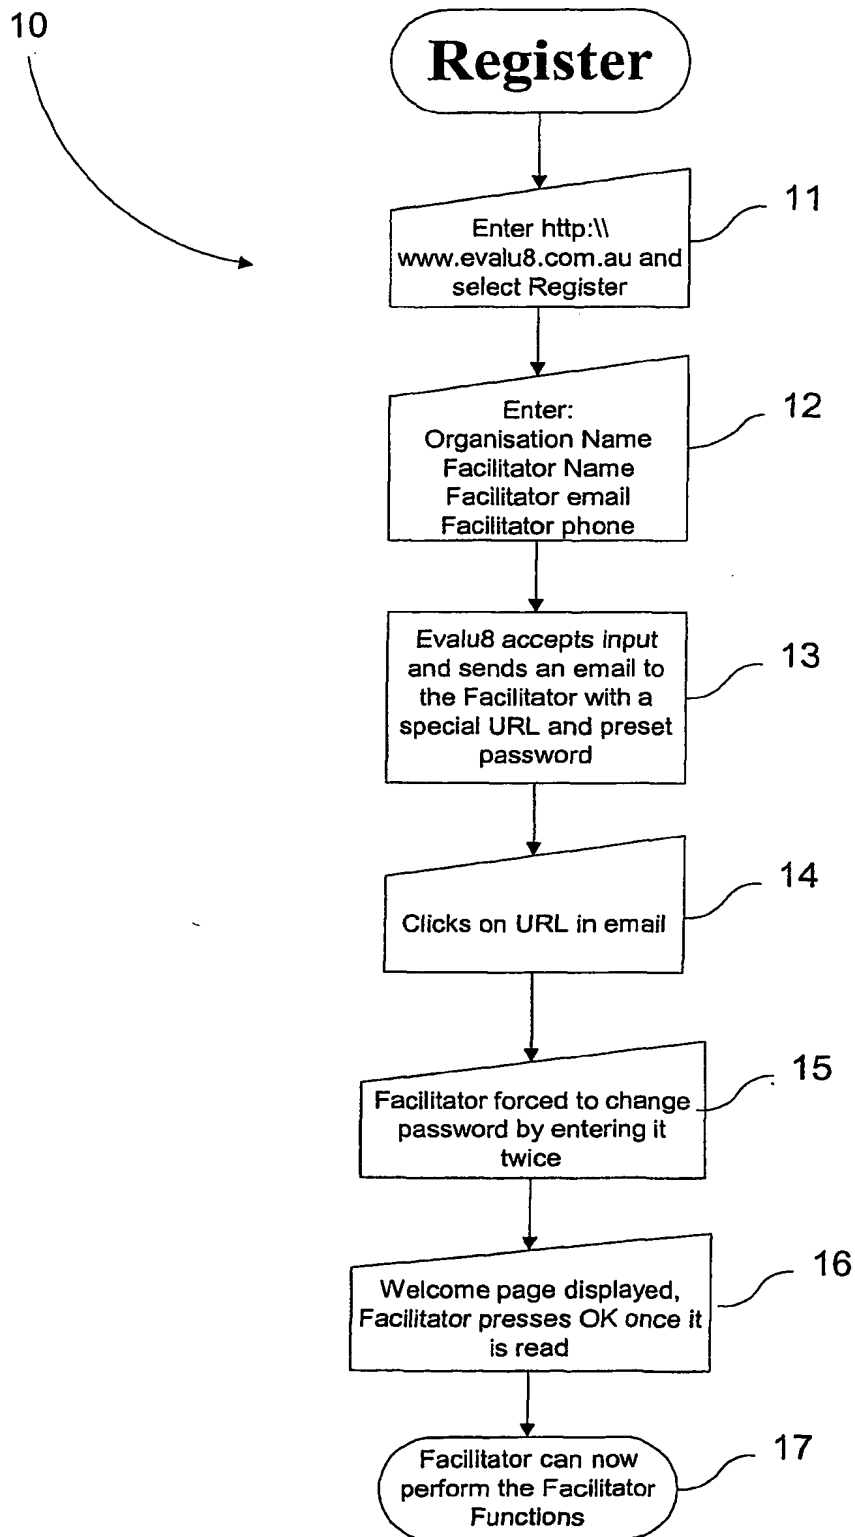 10
Register
11
Enter http:\\
www.evalu8.com.au and
select Register
12
Enter:
Organisation Name
Facilitator Name
Facilitator email
Facilitator phone
13
Evalu8 accepts input
and sends an email to
the Facilitator with a
special URL and preset
password
14
Clicks on URL in email
15
Facilitator forced to change
password by entering it
twice
16
Welcome page displayed,
Facilitator presses OK once it
is read
17
Facilitator can now
perform the Facilitator
Functions